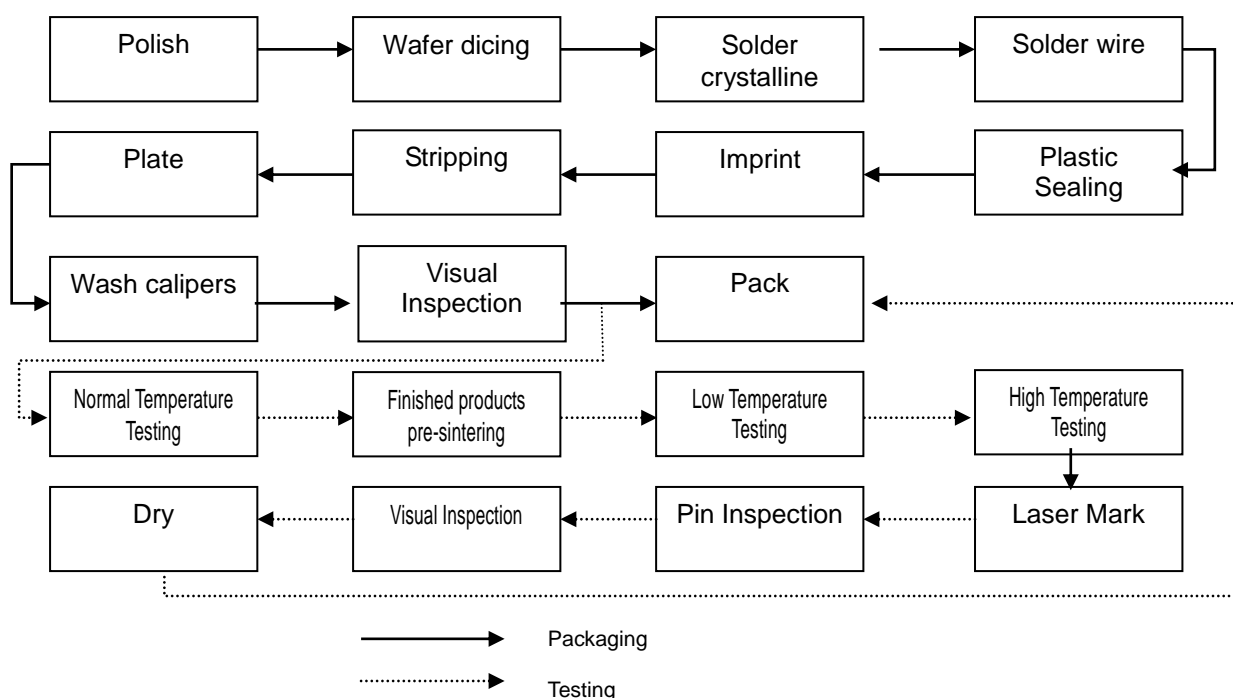 Polish
Wafer dicing
Solder
crystalline
Solder wire
Plate
Stripping
Imprint
Plastic
Sealing
Wash calipers
Visual
Inspection
Pack
Normal Temperature
Testing
Finished products
pre-sintering
Low Temperature
Testing
High Temperature
Testing
Dry
Visual Inspection
Pin Inspection
Laser Mark
Packaging
Testing